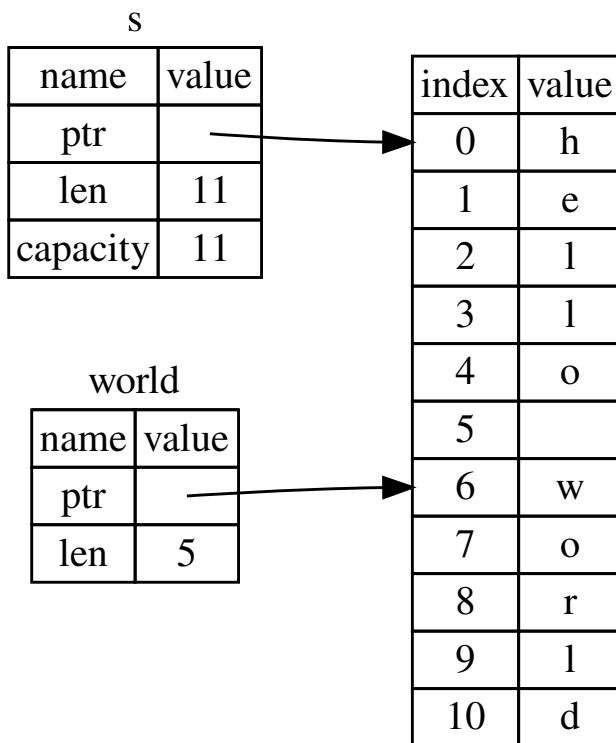 s
name value
ptr
len 11
capacity 11
world
name value
ptr
len 5
index value
0 h
1 e
2 l
3 l
4 o
5
6 w
7 o
8 r
9 l
10 d